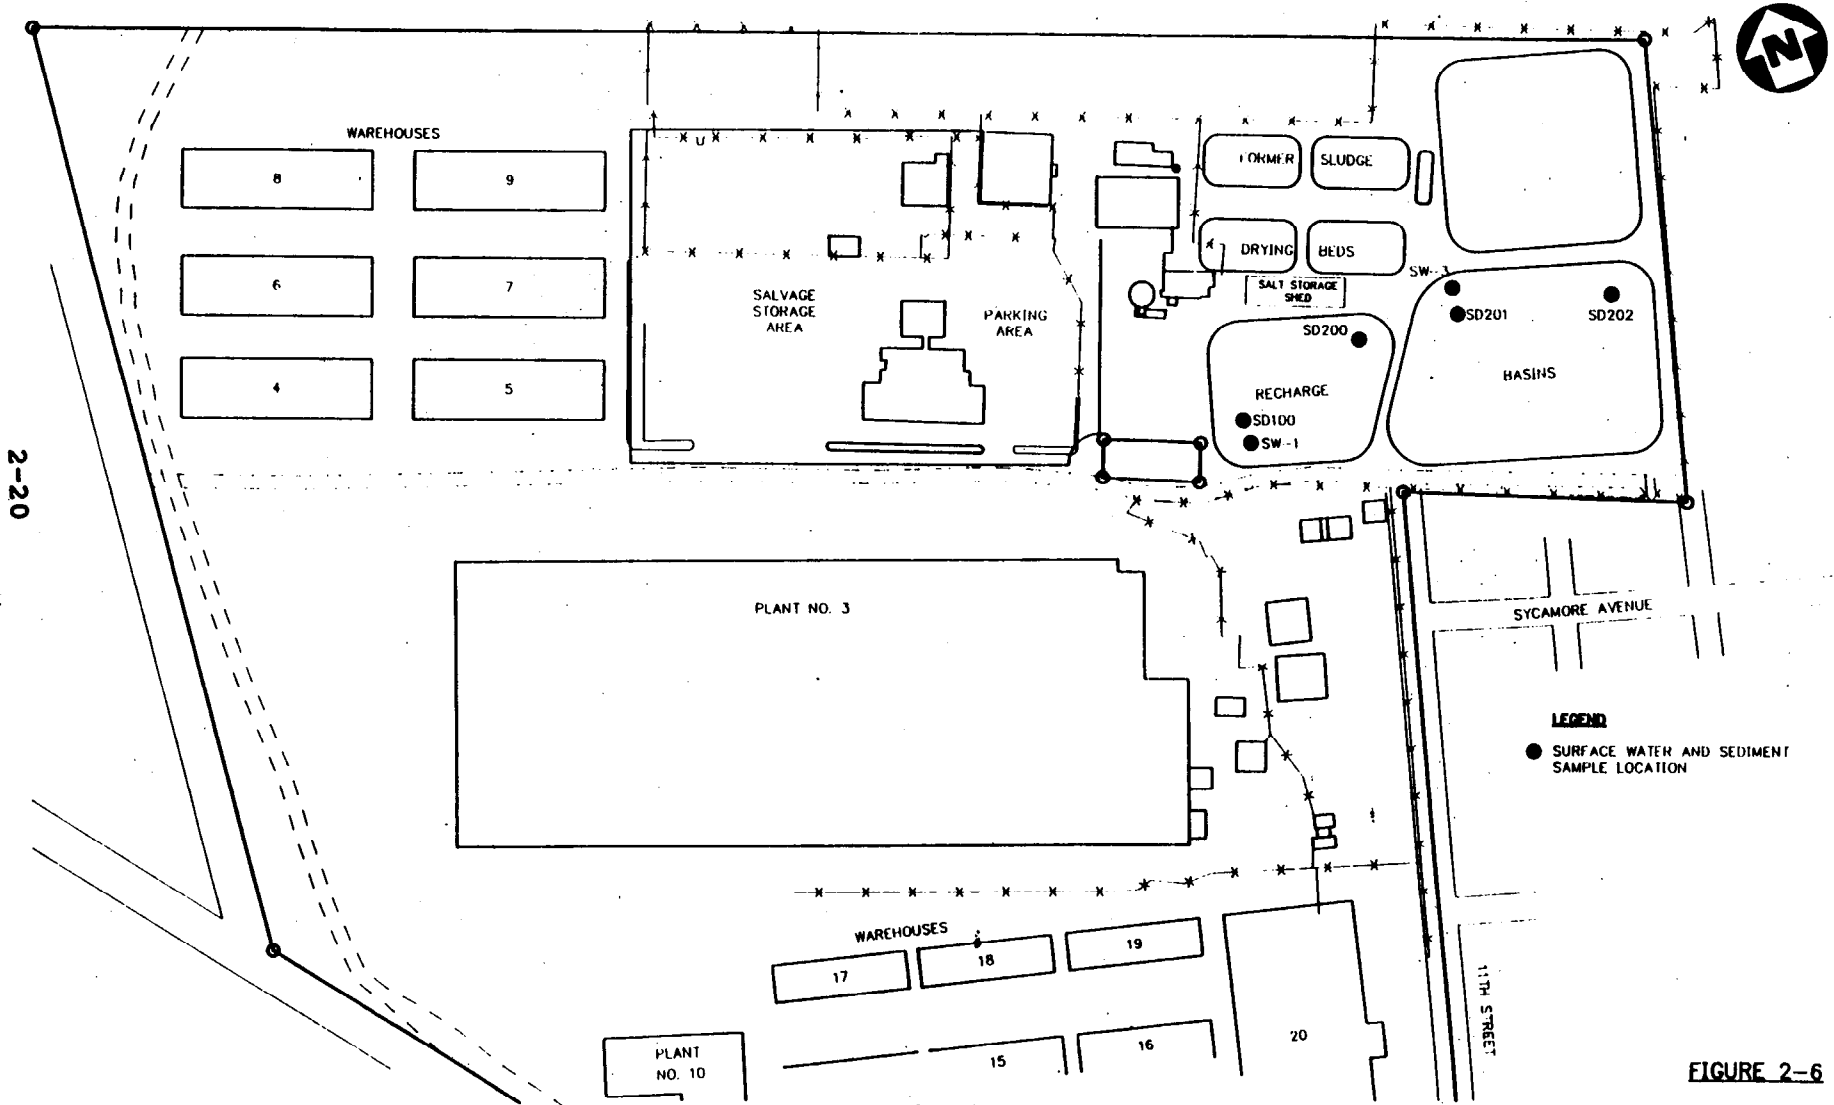 N
WAREHOUSES
8
9
FORMER
SLUDGE
6
7
DRYING
BEDS
SALT STORAGE
SHED
SW-3
SD201
SD202
SALVAGE
STORAGE
AREA
PARKING
AREA
SD200
4
5
RECHARGE
BASINS
SD100
SW-1
2-20
PLANT NO. 3
SYCAMORE AVENUE
LEGEND
SURFACE WATER AND SEDIMENT
SAMPLE LOCATION
WAREHOUSES
17
18
19
11TH STREET
PLANT
NO. 10
15
16
20
FIGURE 2-6